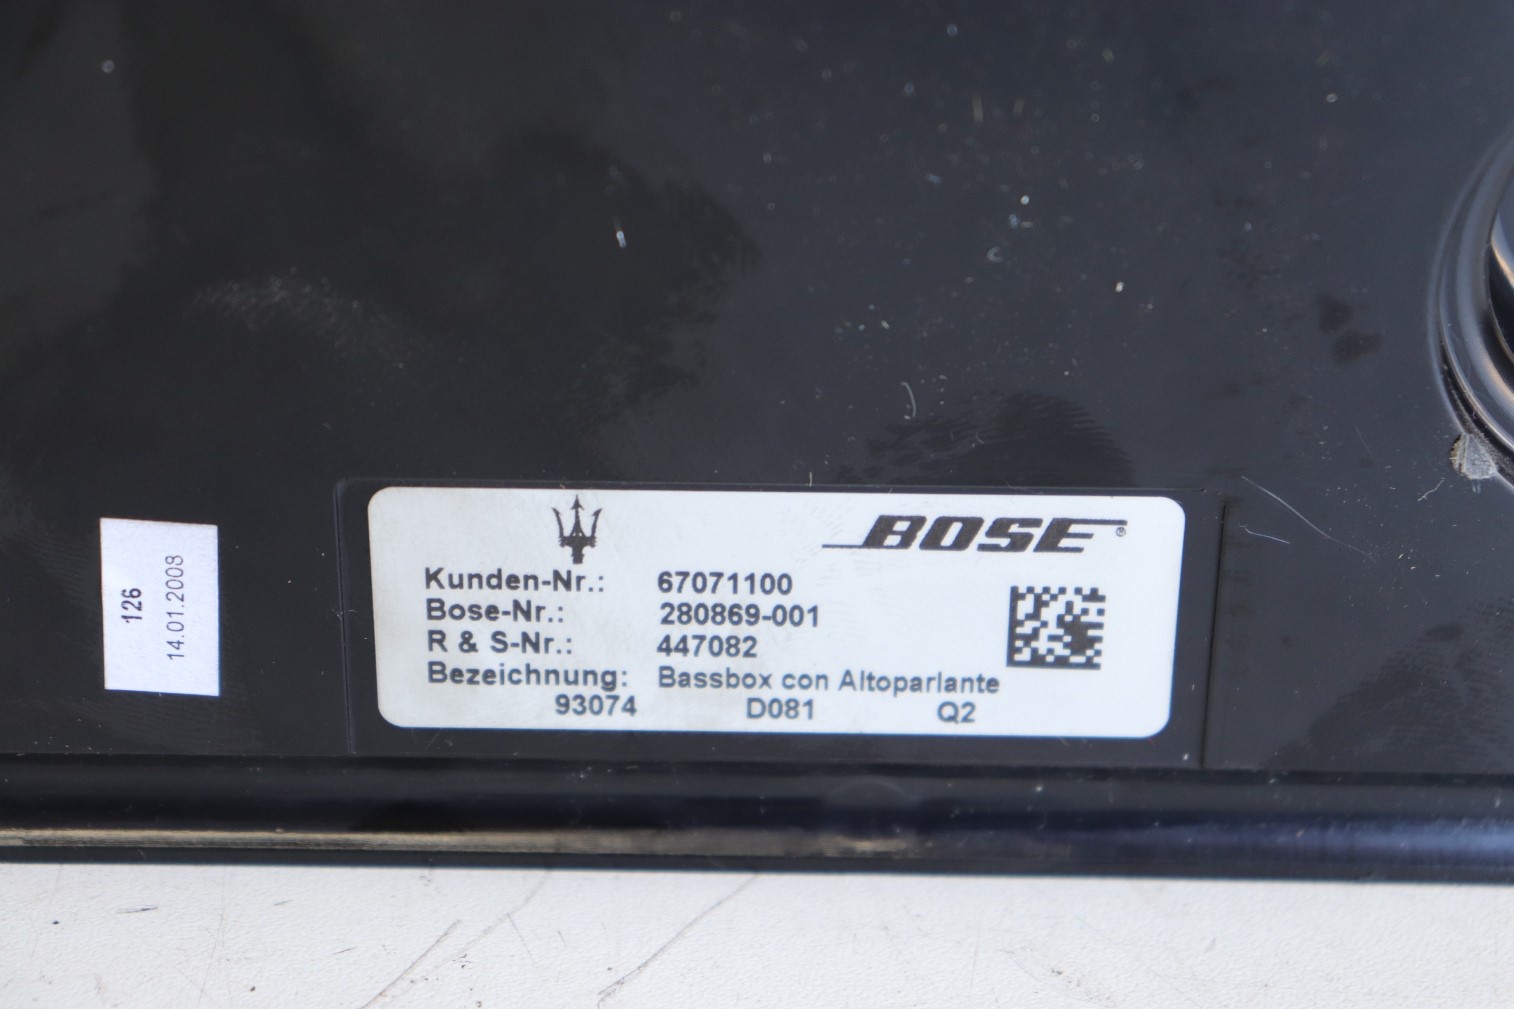 126
14.01.2008
BOSE®
Kunden-Nr.: 67071100
Bose-Nr.: 280869-001
R & S-Nr.: 447082
Bezeichnung: Bassbox con Altoparlante
93074 D081 Q2